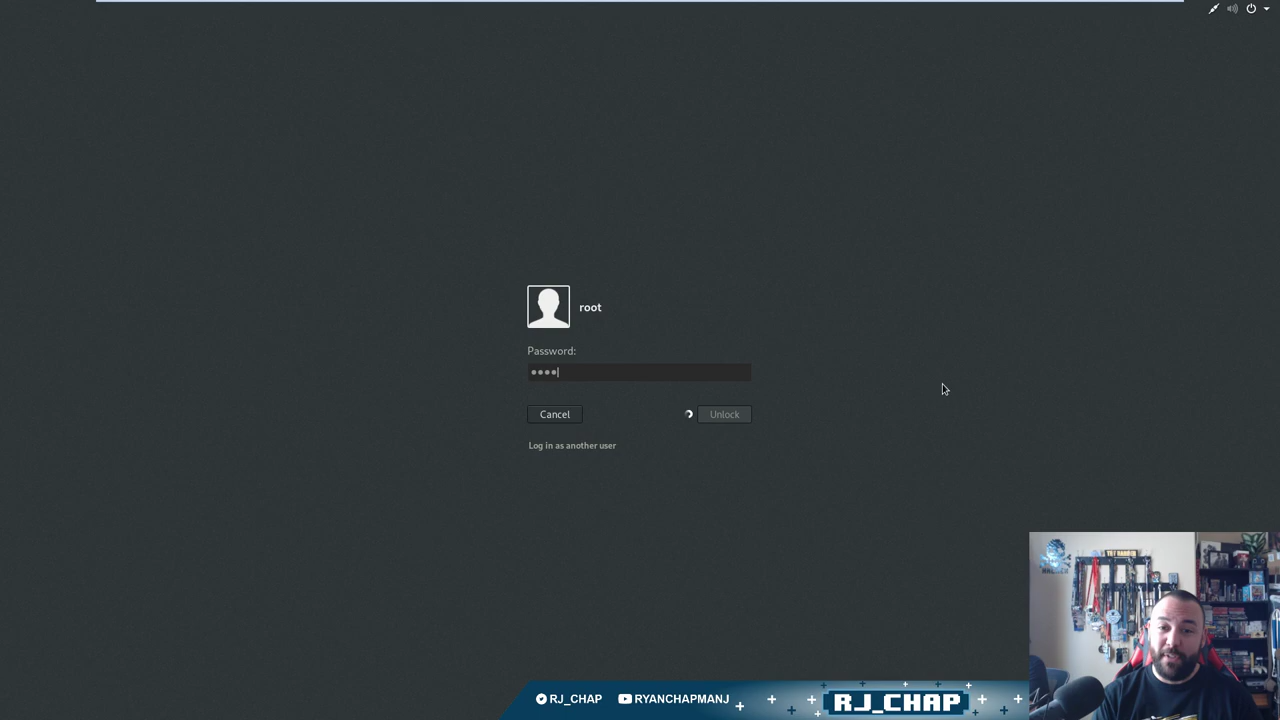 root
Password:
Cancel
Unlock
Log in as another user
RJ_CHAP
RYANCHAPMANJ
RJ_CHAP